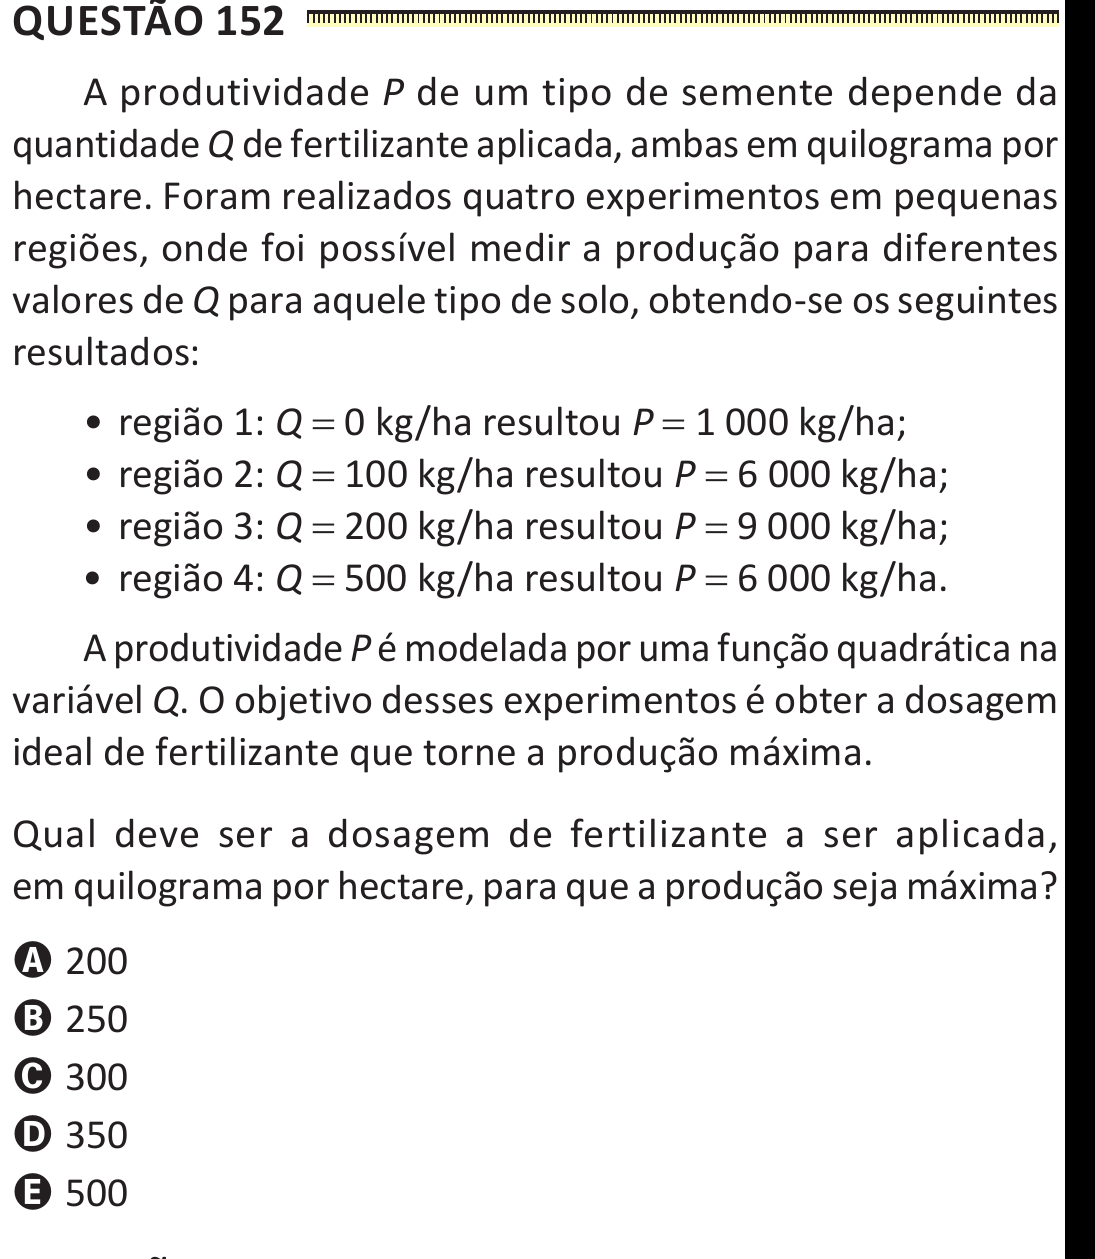 QUESTÃO 152
A produtividade P de um tipo de semente depende da
quantidade Q de fertilizante aplicada, ambas em quilograma por
hectare. Foram realizados quatro experimentos em pequenas
regiões, onde foi possível medir a produção para diferentes
valores de Q para aquele tipo de solo, obtendo-se os seguintes
resultados:
• região 1: Q = 0 kg/ha resultou P = 1 000 kg/ha;
• região 2: Q = 100 kg/ha resultou P = 6 000 kg/ha;
• região 3: Q = 200 kg/ha resultou P = 9 000 kg/ha;
• região 4: Q = 500 kg/ha resultou P = 6 000 kg/ha.
A produtividade P é modelada por uma função quadrática na
variável Q. O objetivo desses experimentos é obter a dosagem
ideal de fertilizante que torne a produção máxima.
Qual deve ser a dosagem de fertilizante a ser aplicada,
em quilograma por hectare, para que a produção seja máxima?
A 200
B 250
C 300
D 350
E 500